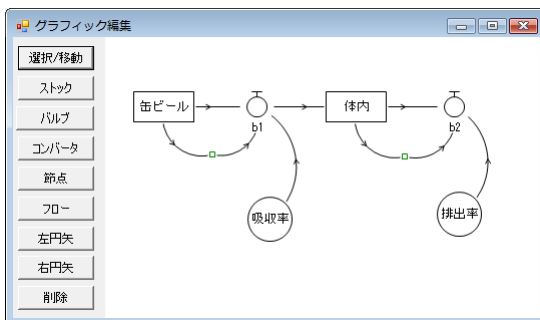 グラフィック編集
選択/移動
ストック
バルブ
コンバータ
節点
フロー
左円矢
右円矢
削除
缶ビール
b1
体内
b2
吸収率
排出率